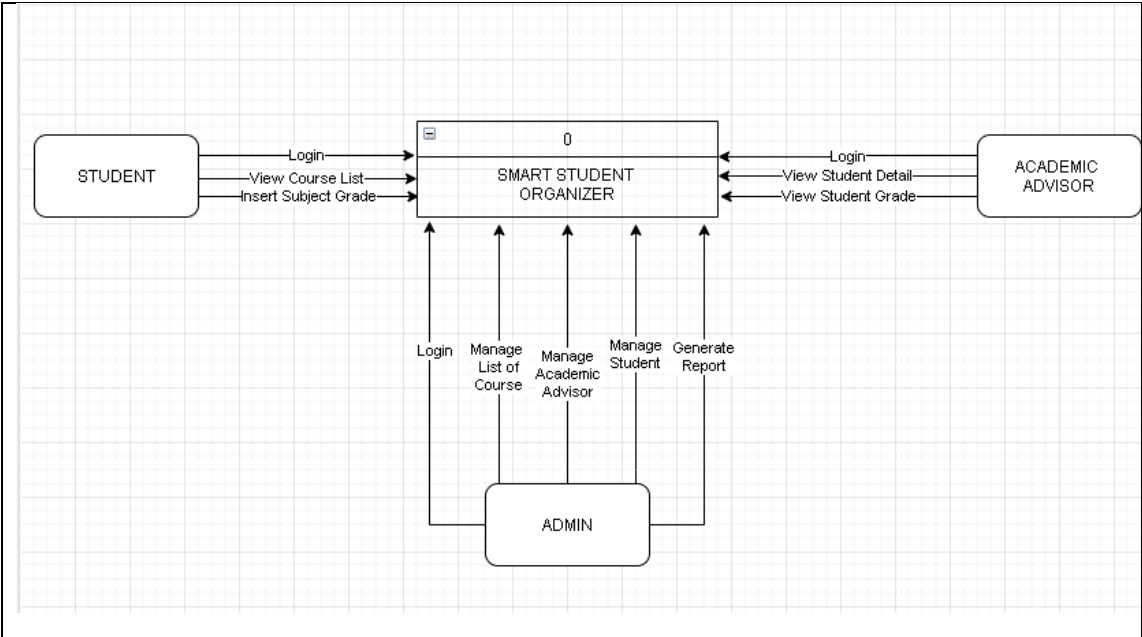 0
STUDENT
Login
View Course List
Insert Subject Grade
SMART STUDENT
ORGANIZER
Login
View Student Detail
View Student Grade
ACADEMIC
ADVISOR
Login
Manage
List of
Course
Manage
Academic
Advisor
Manage
Student
Generate
Report
ADMIN